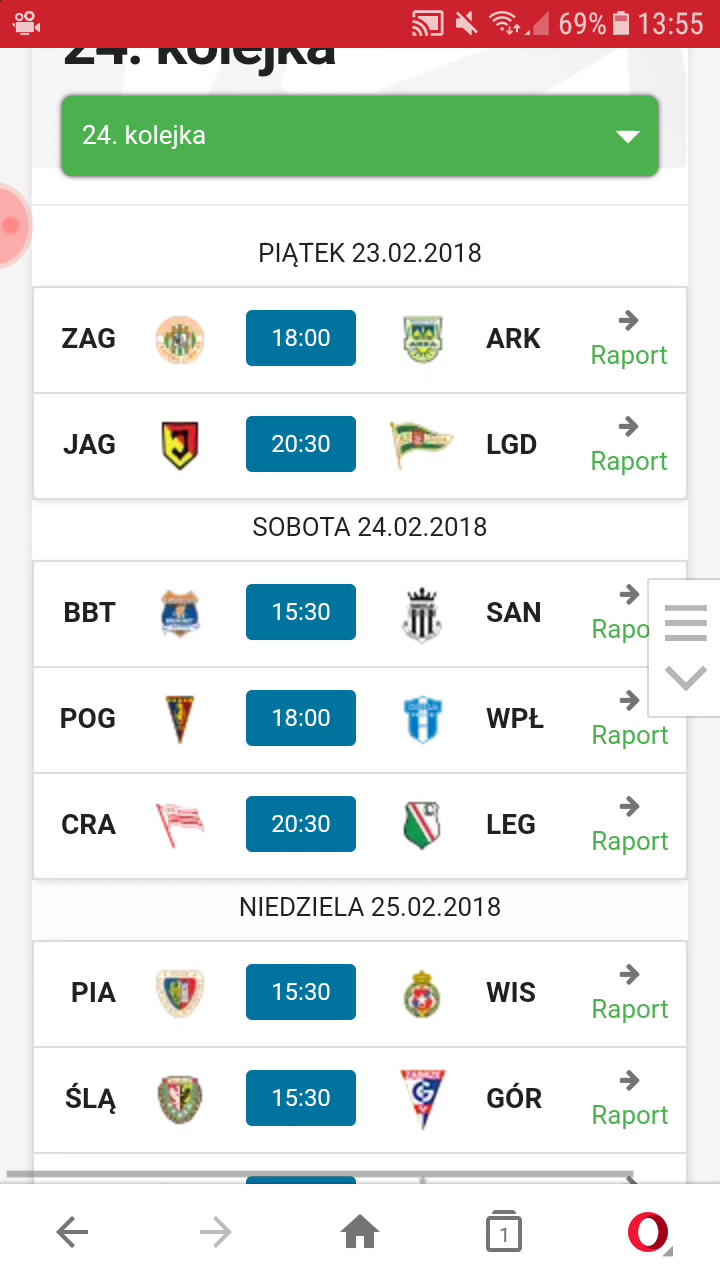 69% 13:55
24. kolejka
24. kolejka
PIĄTEK 23.02.2018
ZAG 18:00 ARK Raport
JAG 20:30 LGD Raport
SOBOTA 24.02.2018
BBT 15:30 SAN Rapo
POG 18:00 WPŁ Raport
CRA 20:30 LEG Raport
NIEDZIELA 25.02.2018
PIA 15:30 WIS Raport
ŚLĄ 15:30 GÓR Raport
1